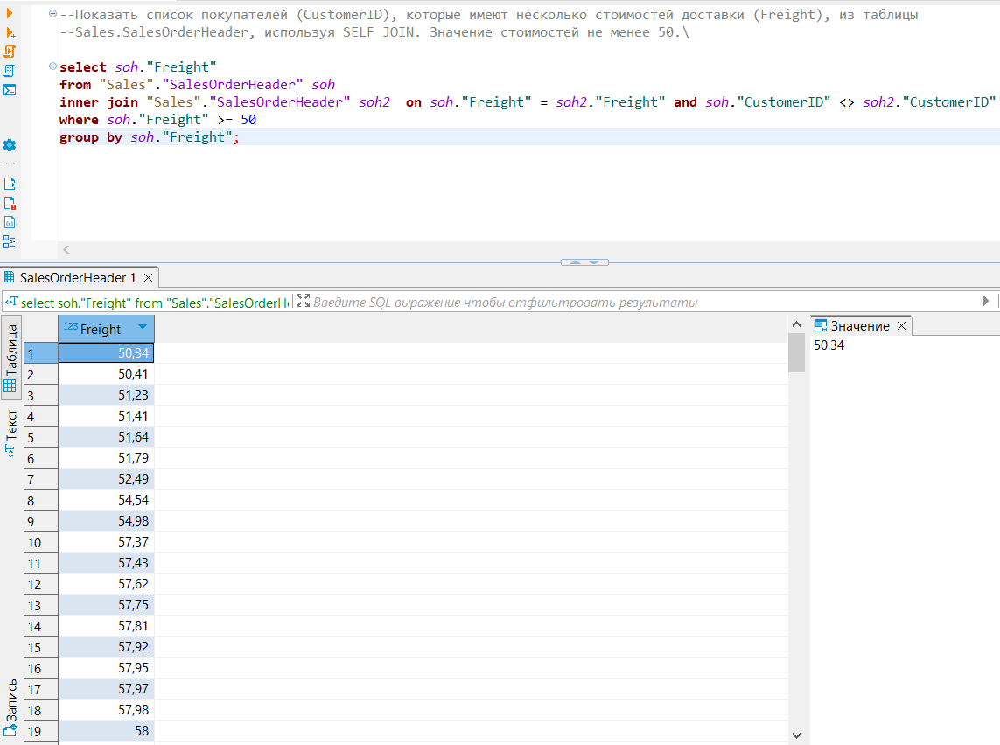 --Показать список покупателей (CustomerID), которые имеют несколько стоимостей доставки (Freight), из таблицы
--Sales.SalesOrderHeader, используя SELF JOIN. Значение стоимостей не менее 50.\
select soh."Freight"
from "Sales"."SalesOrderHeader" soh
inner join "Sales"."SalesOrderHeader" soh2  on soh."Freight" = soh2."Freight" and soh."CustomerID" <> soh2."CustomerID"
where soh."Freight" >= 50
group by soh."Freight";
SalesOrderHeader 1
select soh."Freight" from "Sales"."SalesOrderH
Введите SQL выражение чтобы отфильтровать результаты
Таблица
Текст
Запись
123 Freight
1 50,34
2 50,41
3 51,23
4 51,41
5 51,64
6 51,79
7 52,49
8 54,54
9 54,98
10 57,37
11 57,43
12 57,62
13 57,75
14 57,81
15 57,92
16 57,95
17 57,97
18 57,98
19 58
Значение
50.34